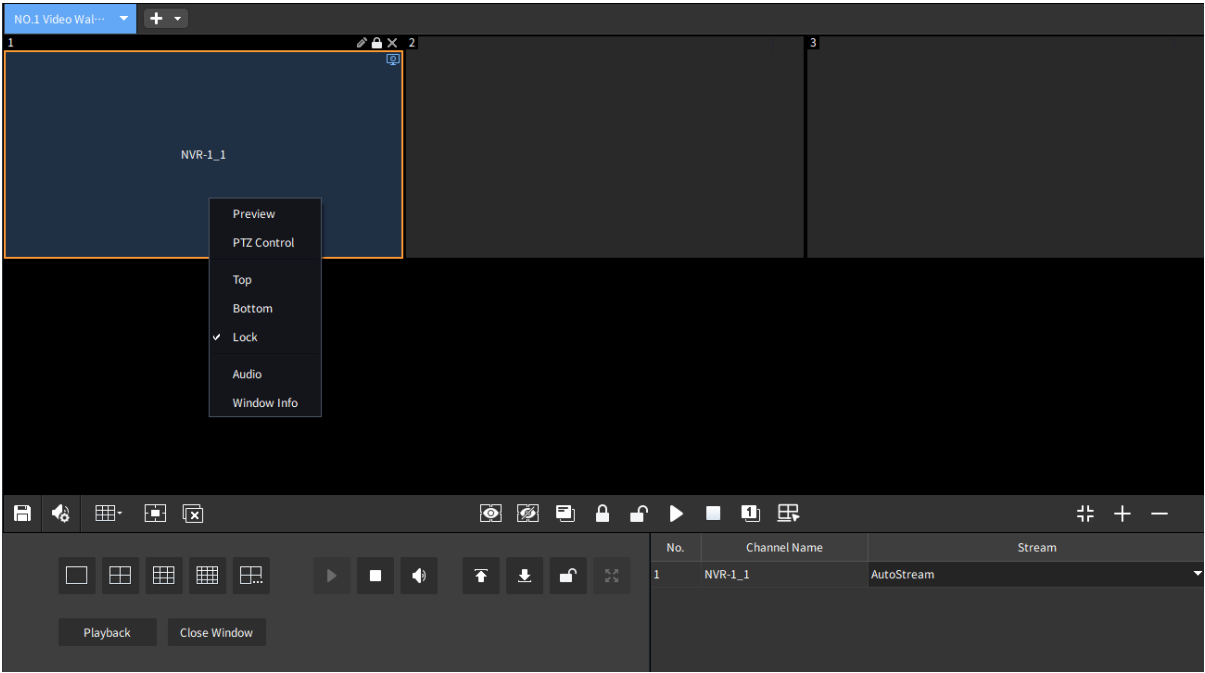 NO.1 Video Wal···
1
2
3
NVR-1_1
Preview
PTZ Control
Top
Bottom
Lock
Audio
Window Info
1
No. Channel Name Stream
1 NVR-1_1 AutoStream
Playback Close Window